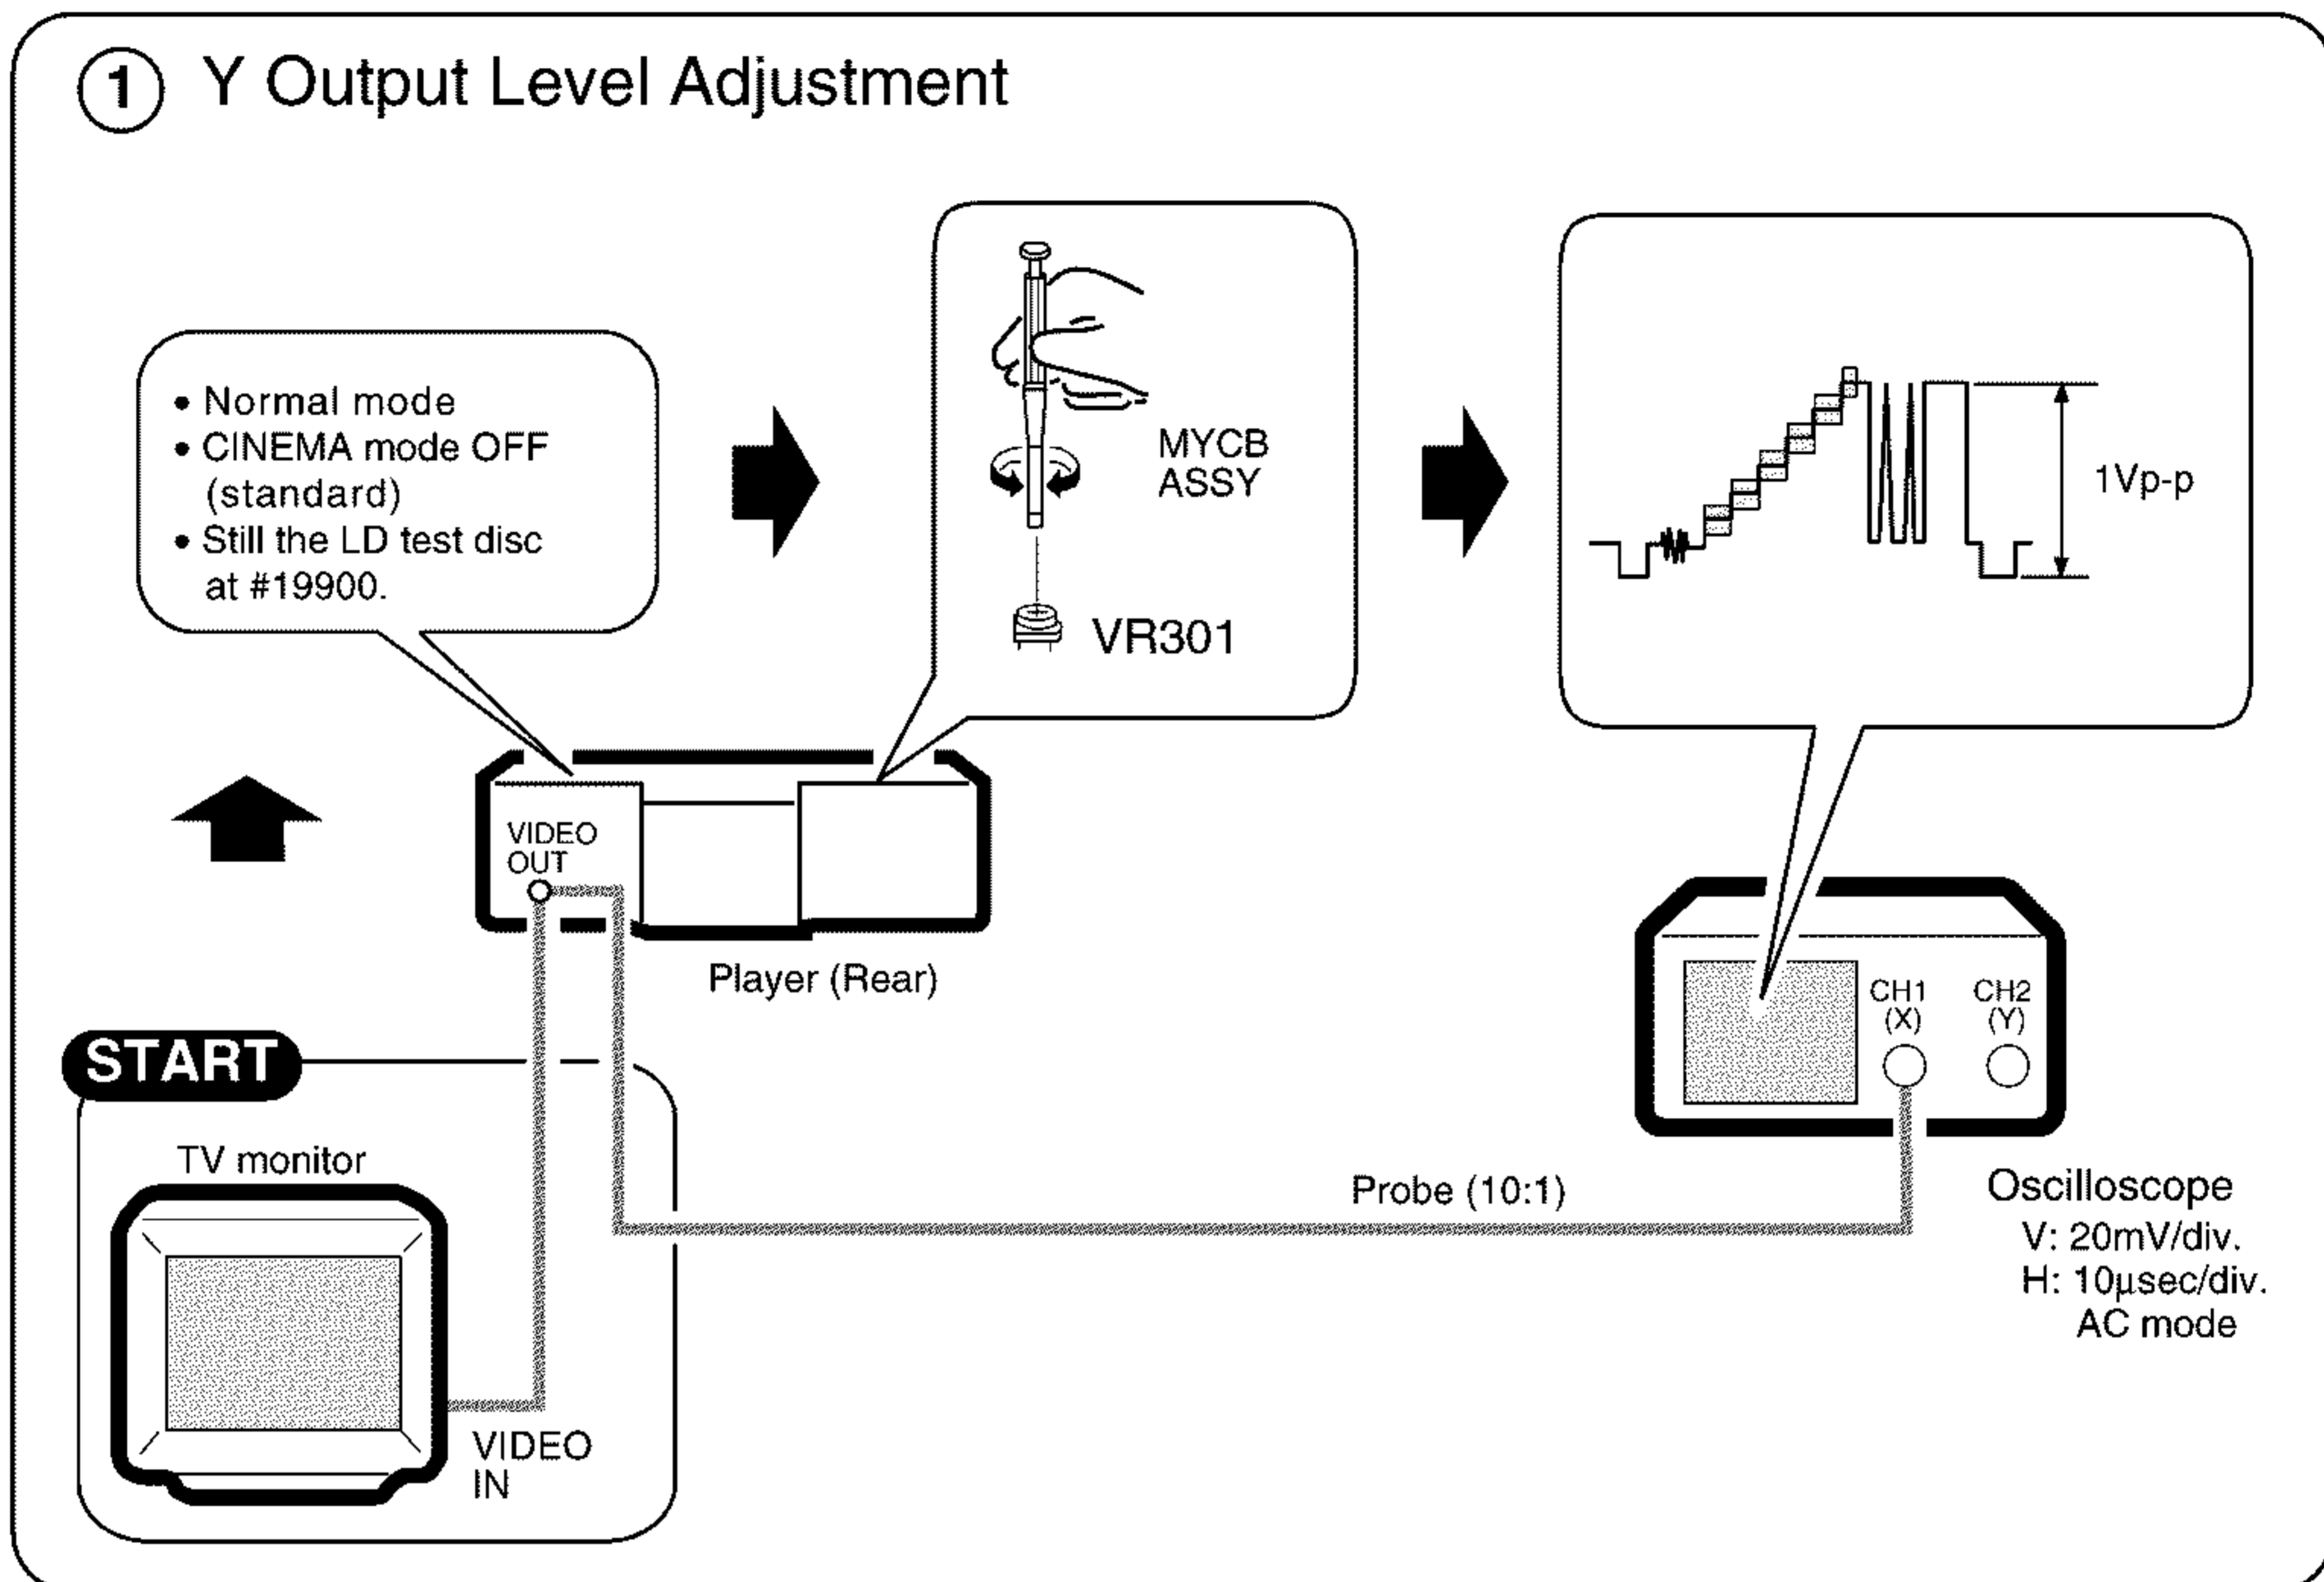 1 Y Output Level Adjustment
• Normal mode
• CINEMA mode OFF
(standard)
• Still the LD test disc
at #19900.
MYCB
ASSY
VR301
1Vp-p
VIDEO
OUT
Player (Rear)
CH1
(X)
CH2
(Y)
START
TV monitor
VIDEO
IN
Probe (10:1)
Oscilloscope
V: 20mV/div.
H: 10μsec/div.
AC mode